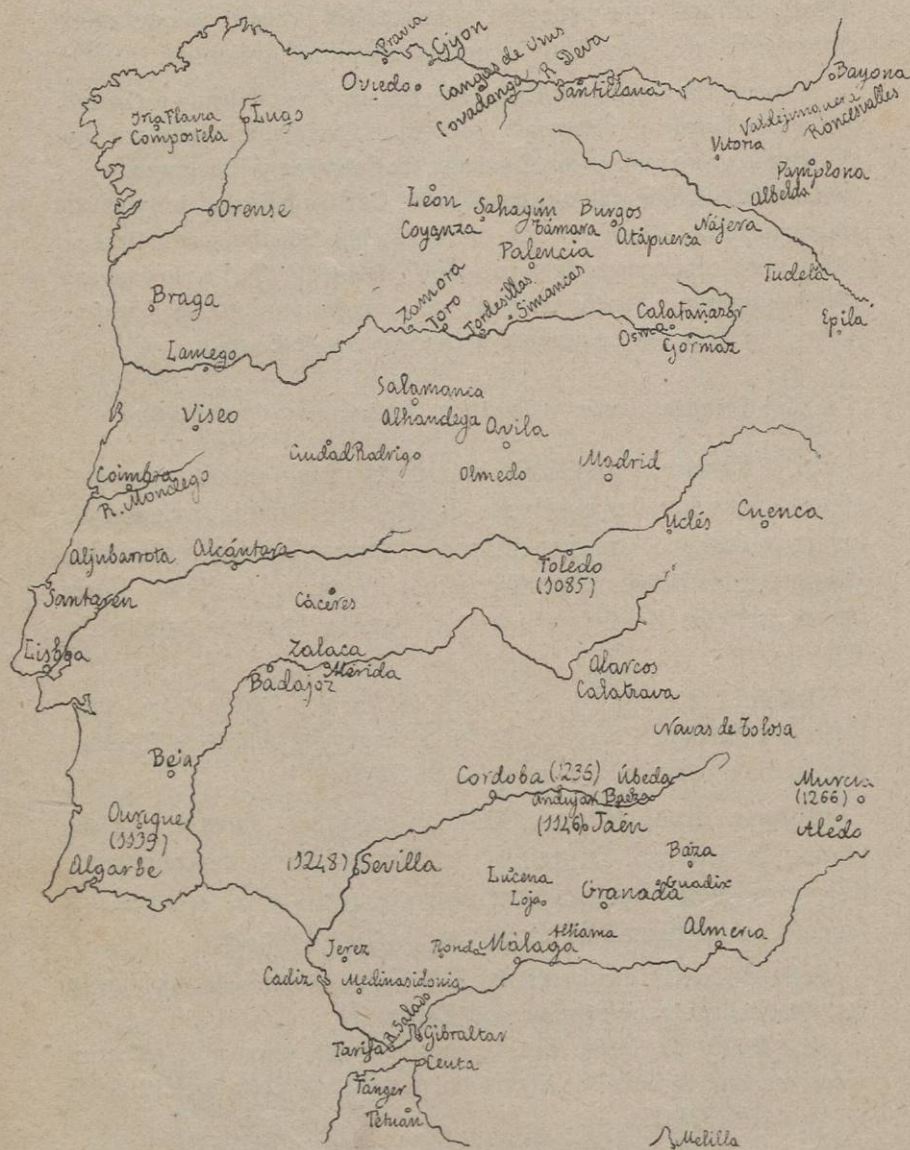 Pravia
Gijon
Cangas de Onis
R Deva
Oviedo
Covadonga
Santillana
Bayona
Valdejunquera
Roncesvalles
Iria Flavia
Compostela
Lugo
Vitoria
Pamplona
Albelda
Orense
León
Sahagún
Burgos
Coyanza
Támara
Atapuerca
Nájera
Palencia
Tudela
Braga
Zamora
Toro
Tordesillas
Simancas
Calatañazor
Osma
Gormaz
Epila
Lamego
Salamanca
Viseo
Alhandega
Avila
Ciudad Rodrigo
Olmedo
Madrid
Coimbra
R. Mondego
Uclés
Cuenca
Aljubarrota
Alcántara
Toledo
(1085)
Santaren
Cáceres
Lisboa
Zalaca
Mérida
Badajoz
Alarcos
Calatrava
Navas de Tolosa
Beja
Cordoba (1235)
Úbeda
Murcia
(1266)
Andujar
Baeza
Ourique
(1139)
(1146)
Jaén
Aledo
Algarbe
(1248)
Sevilla
Baza
Lucena
Guadix
Loja
Granada
Alhama
Almeria
Jerez
Ronda
Málaga
Cadiz
Medinasidonia
R. Salado
Gibraltar
Tarifa
Ceuta
Tánger
Tetuán
Melilla